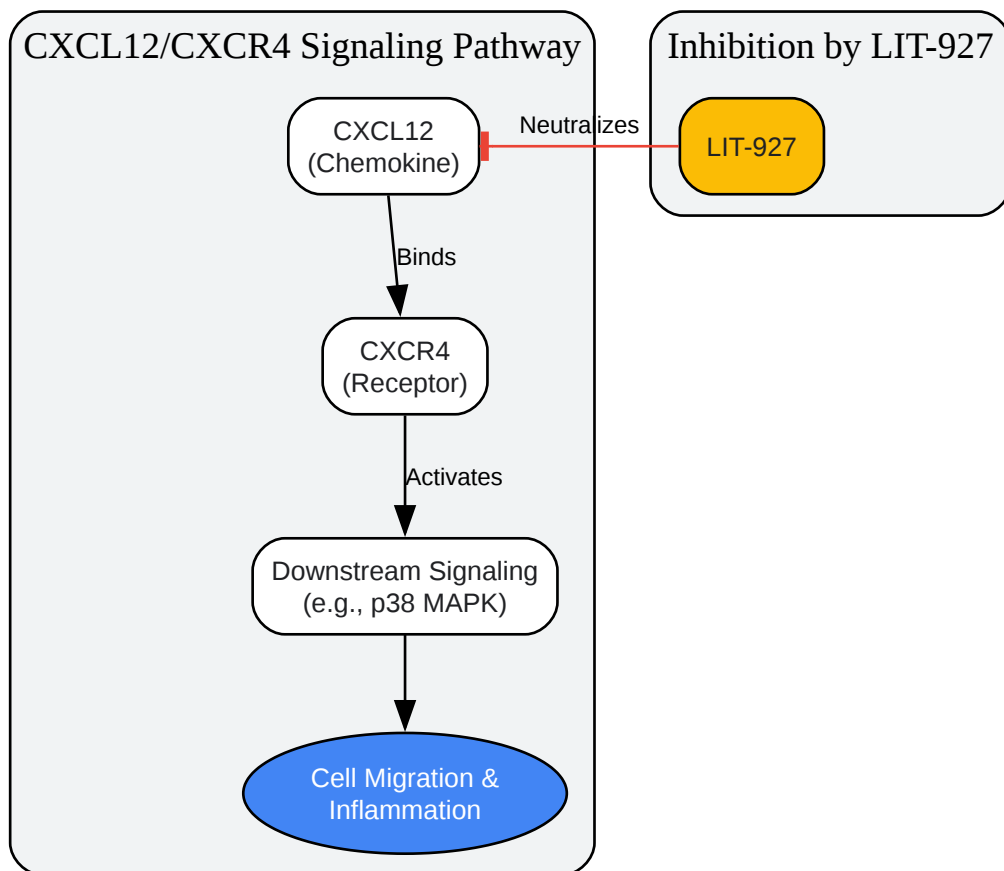 CXCL12/CXCR4 Signaling Pathway
Inhibition by LIT-927
CXCL12
(Chemokine)
Neutralizes
LIT-927
Binds
CXCR4
(Receptor)
Activates
Downstream Signaling
(e.g., p38 MAPK)
Cell Migration &
Inflammation